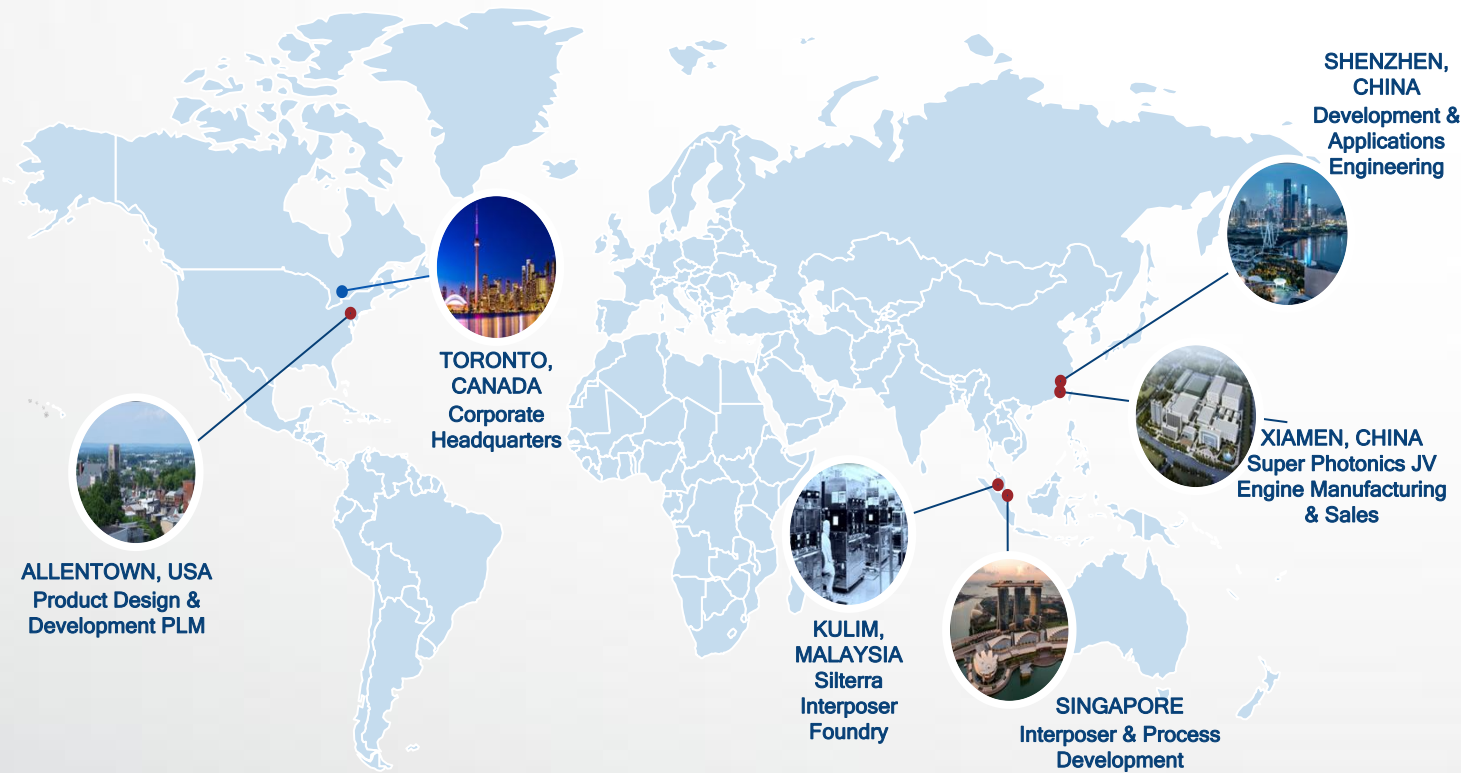 SHENZHEN,
CHINA
Development &
Applications
Engineering
TORONTO,
CANADA
Corporate
Headquarters
XIAMEN, CHINA
Super Photonics JV
Engine Manufacturing
& Sales
ALLENTOWN, USA
Product Design &
Development PLM
KULIM,
MALAYSIA
Silterra
Interposer
Foundry
SINGAPORE
Interposer & Process
Development